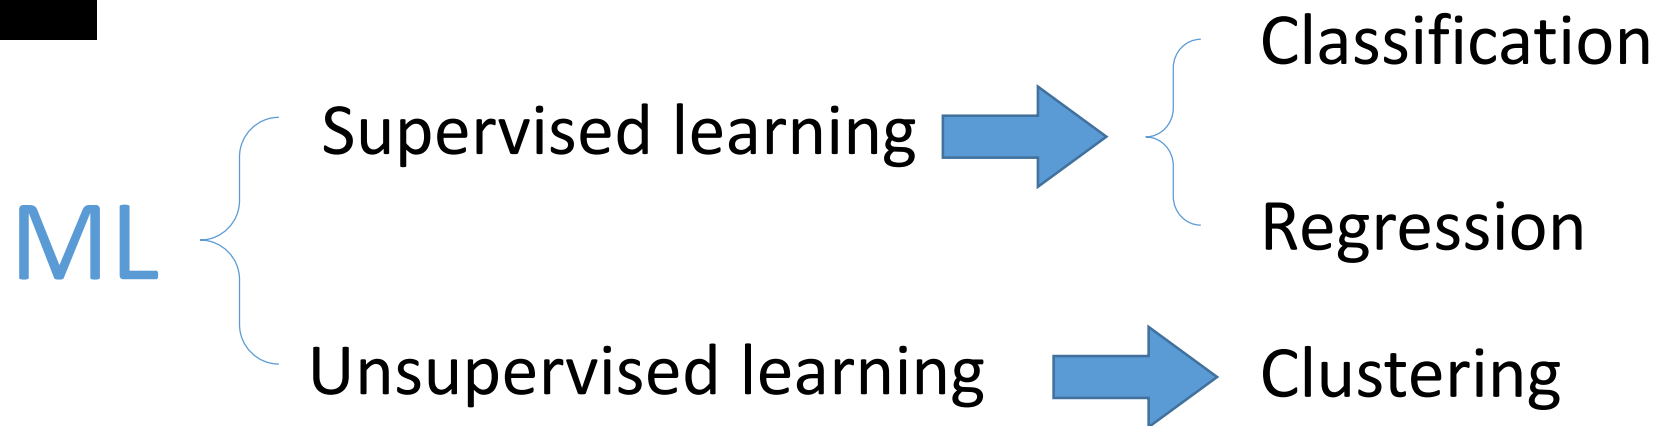 Classification
Supervised learning
ML
Regression
Unsupervised learning
Clustering